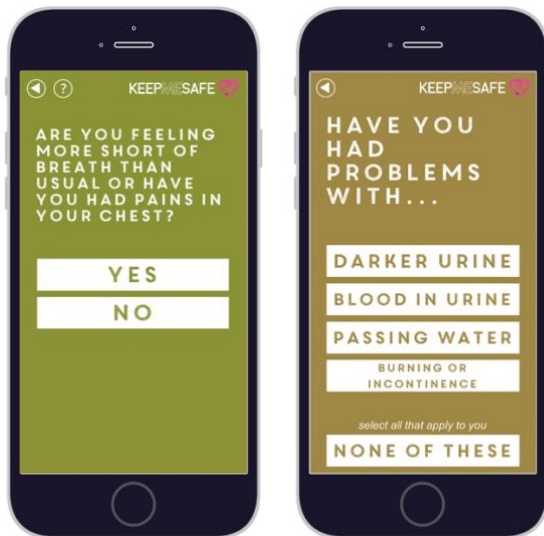 ?
KEEPMESAFE
ARE YOU FEELING
MORE SHORT OF
BREATH THAN
USUAL OR HAVE
YOU HAD PAINS IN
YOUR CHEST?
YES
NO
KEEPMESAFE
HAVE YOU
HAD
PROBLEMS
WITH...
DARKER URINE
BLOOD IN URINE
PASSING WATER
BURNING OR
INCONTINENCE
select all that apply to you
NONE OF THESE